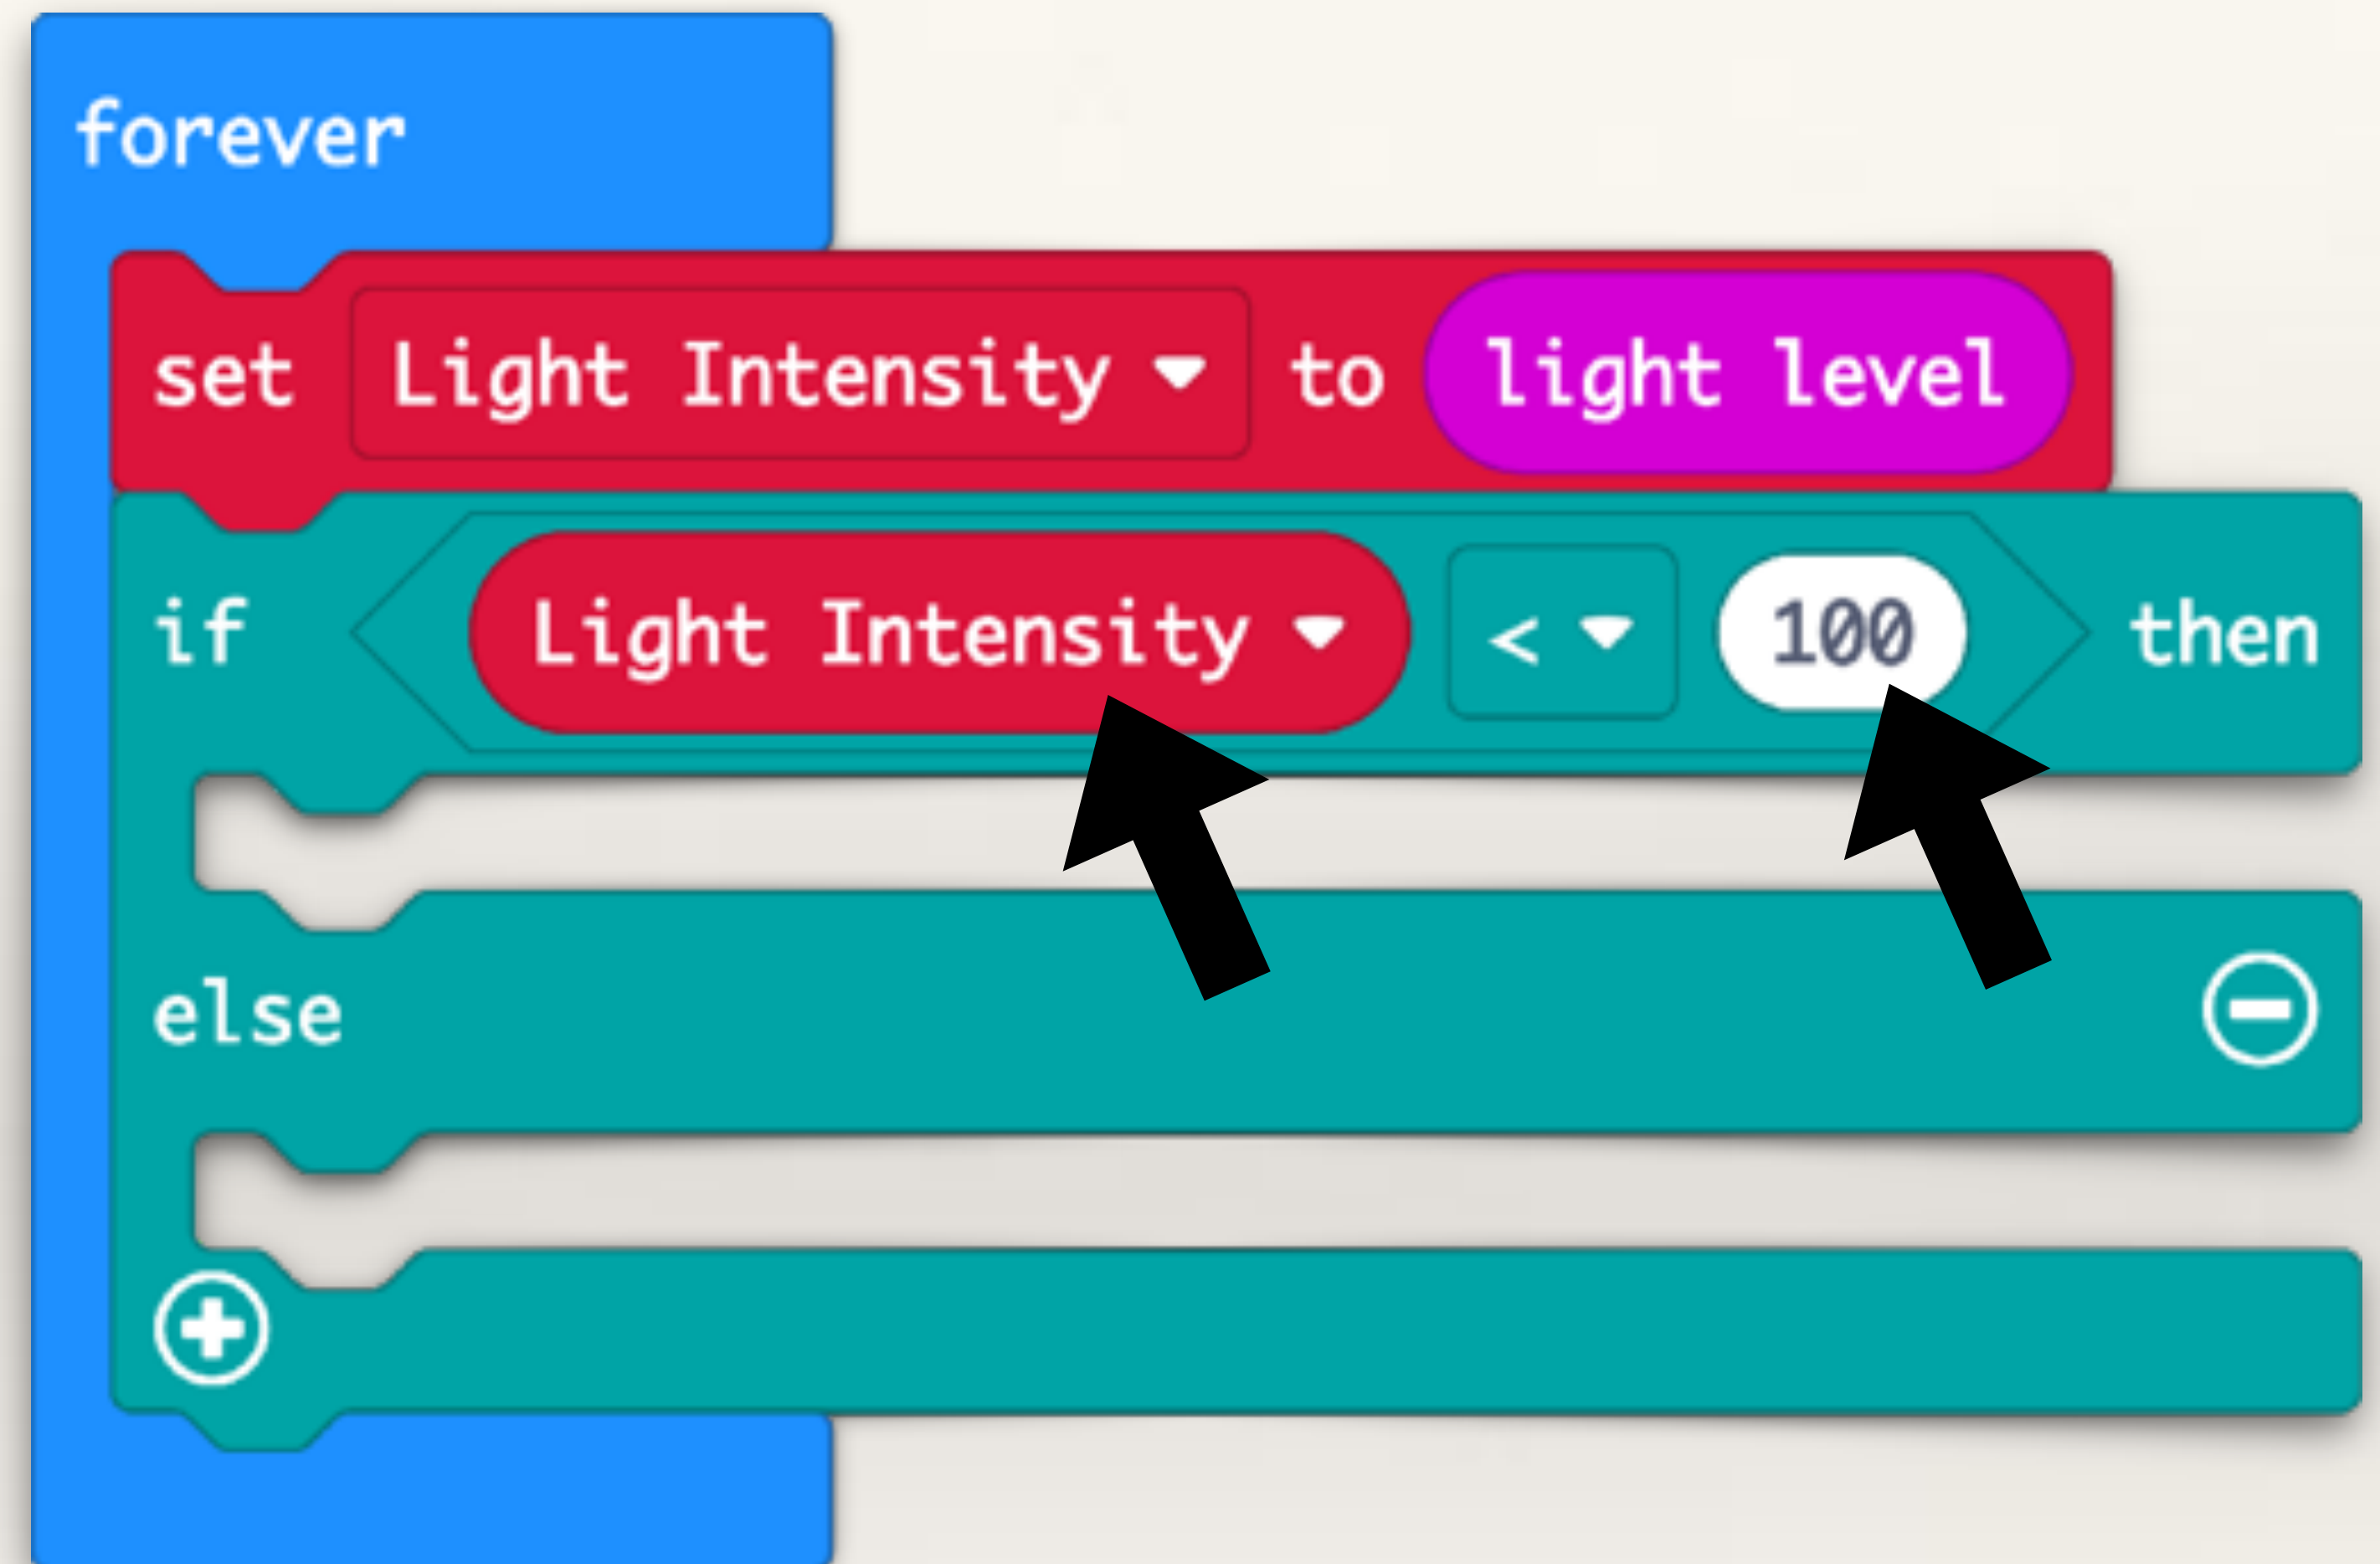 forever
set Light Intensity to light level
if Light Intensity < 100 then
else